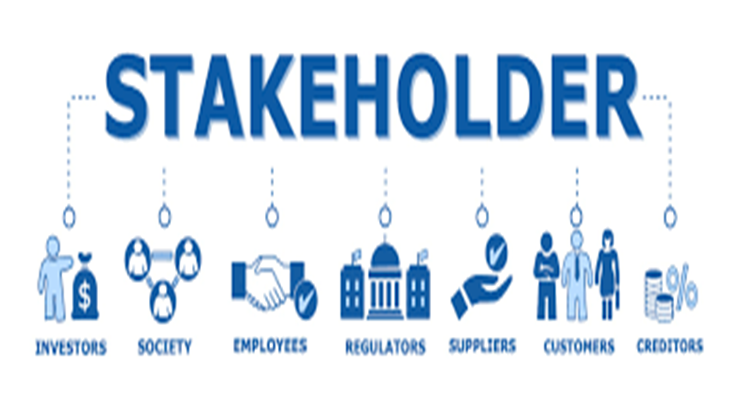 STAKEHOLDER
$
%
INVESTORS SOCIETY EMPLOYEES REGULATORS SUPPLIERS CUSTOMERS CREDITORS